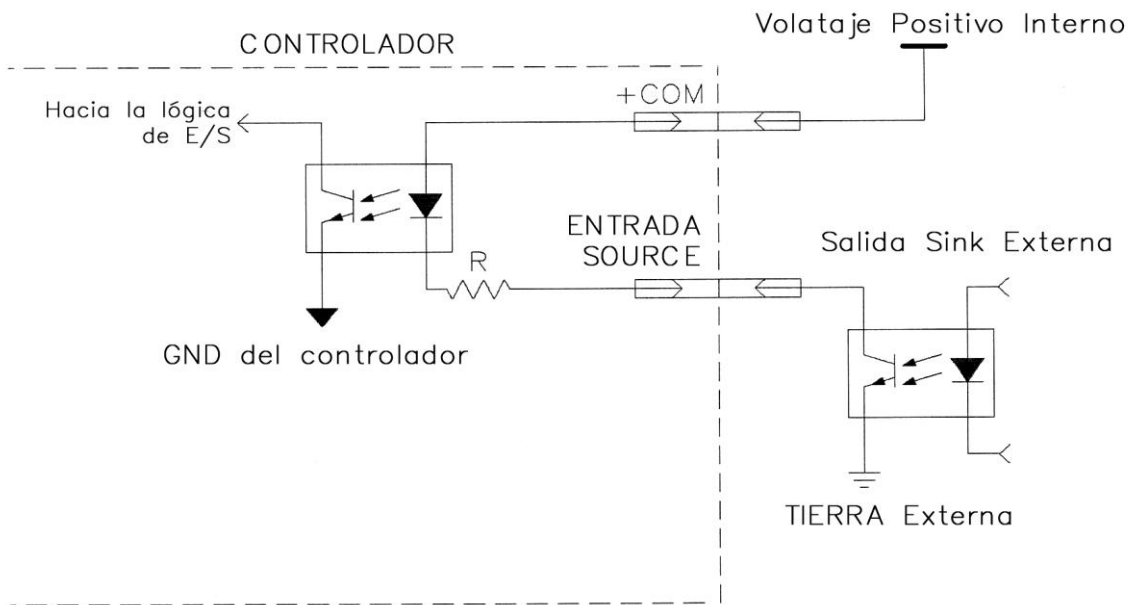 Volataje Positivo Interno
CONTROLADOR
+COM
Hacia la lógica
de E/S
ENTRADA
SOURCE
Salida Sink Externa
R
GND del controlador
TIERRA Externa